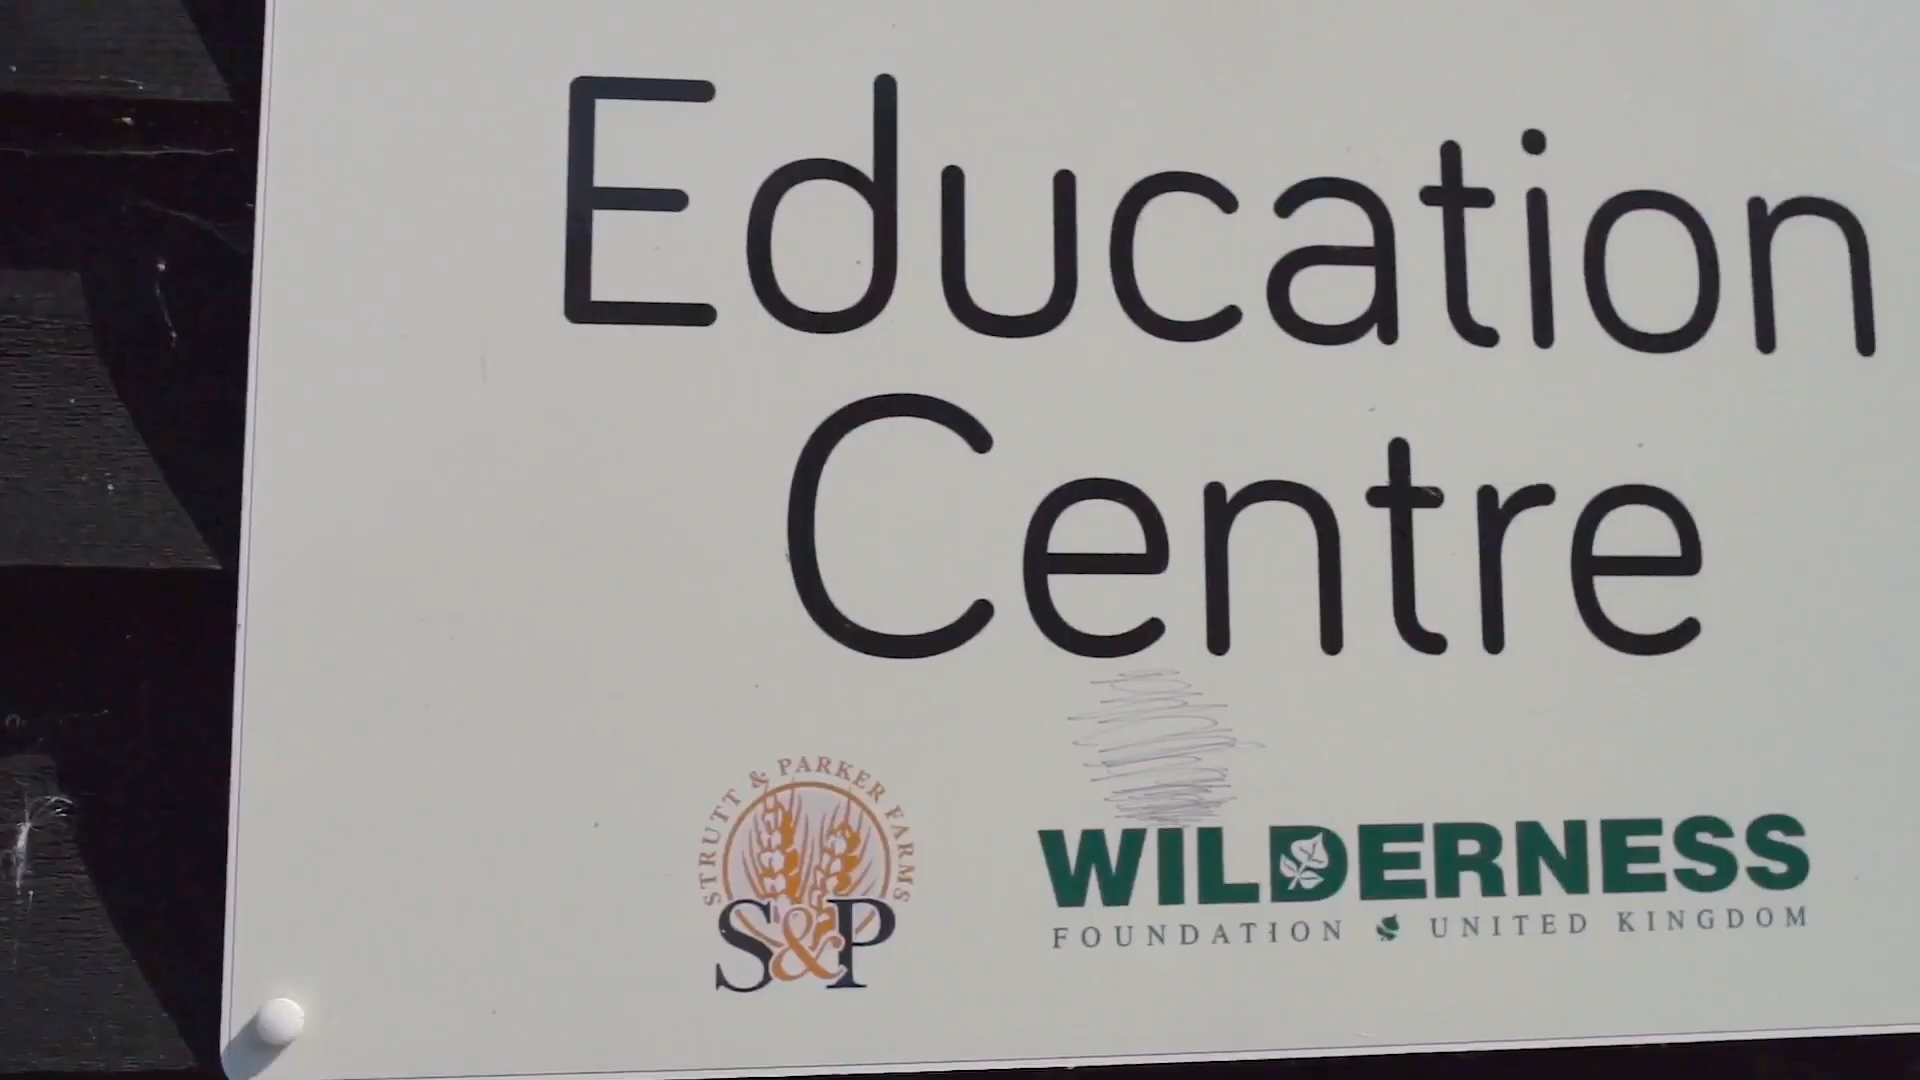 Education
Centre
STRUTT & PARKER FARMS
S&P
WILDERNESS
FOUNDATION UNITED KINGDOM